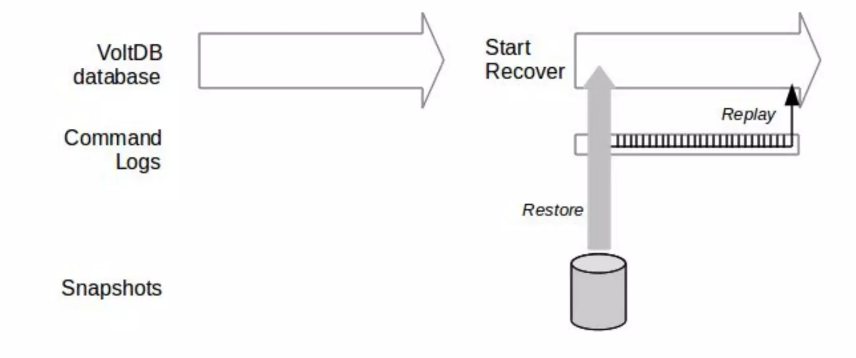 VoltDB
database
Start
Recover
Replay
Command
Logs
Restore
Snapshots